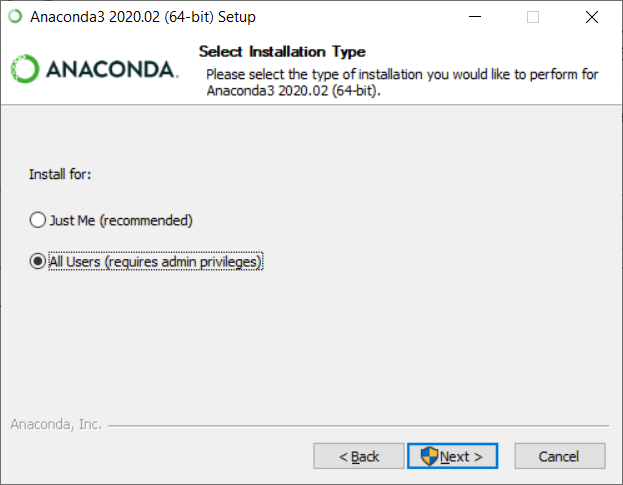 Anaconda3 2020.02 (64-bit) Setup
Select Installation Type
ANACONDA.
Please select the type of installation you would like to perform for
Anaconda3 2020.02 (64-bit).
Install for:
Just Me (recommended)
All Users (requires admin privileges)
Anaconda, Inc.
< Back
Next >
Cancel